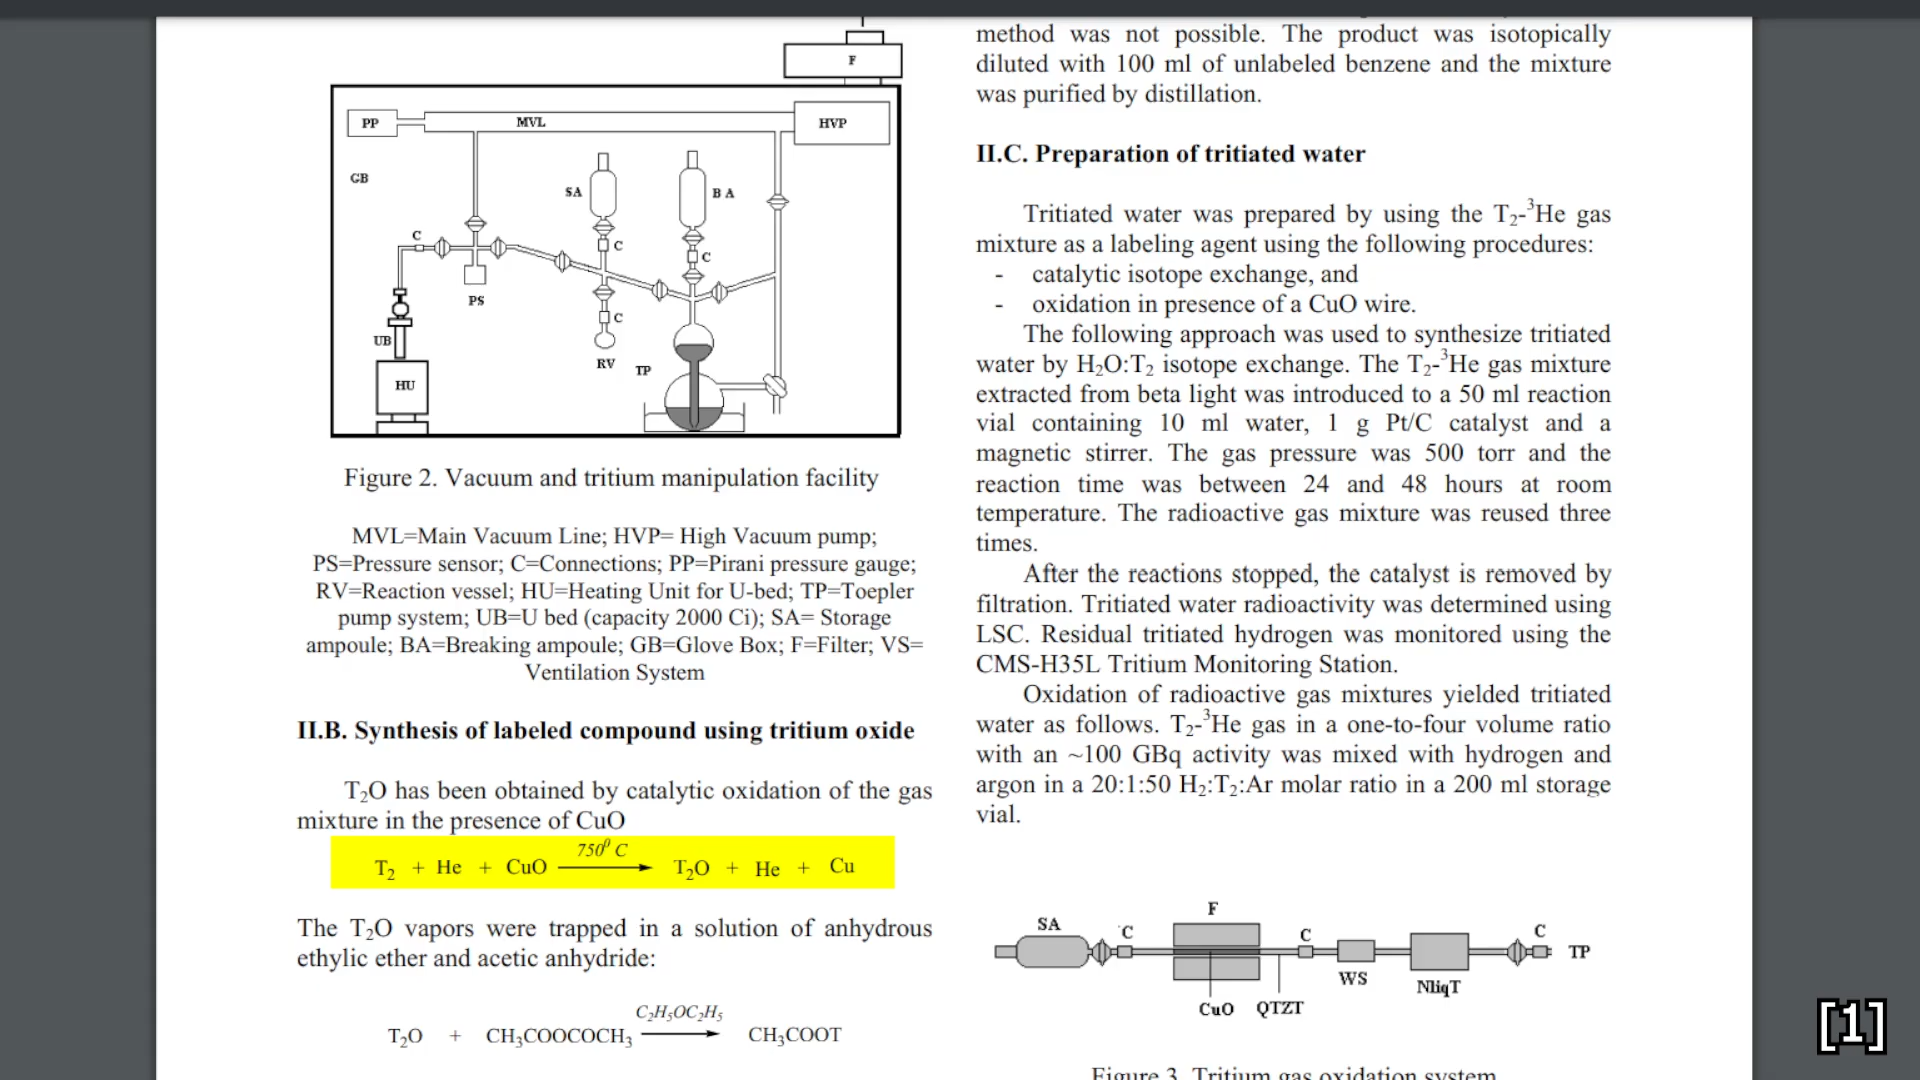 F
PP
MVL
HVP
GB
SA
B A
C
C
C
PS
C
UB
RV
TP
HU
Figure 2. Vacuum and tritium manipulation facility
MVL=Main Vacuum Line; HVP= High Vacuum pump;
PS=Pressure sensor; C=Connections; PP=Pirani pressure gauge;
RV=Reaction vessel; HU=Heating Unit for U-bed; TP=Toepler
pump system; UB=U bed (capacity 2000 Ci); SA= Storage
ampoule; BA=Breaking ampoule; GB=Glove Box; F=Filter; VS=
Ventilation System
II.B. Synthesis of labeled compound using tritium oxide
T₂O has been obtained by catalytic oxidation of the gas
mixture in the presence of CuO
750⁰ C
T₂ + He + CuO → T₂O + He + Cu
The T₂O vapors were trapped in a solution of anhydrous
ethylic ether and acetic anhydride:
C₂H₅OC₂H₅
T₂O + CH₃COOCOCH₃ → CH₃COOT
method was not possible. The product was isotopically
diluted with 100 ml of unlabeled benzene and the mixture
was purified by distillation.
II.C. Preparation of tritiated water
Tritiated water was prepared by using the T₂-³He gas
mixture as a labeling agent using the following procedures:
- catalytic isotope exchange, and
- oxidation in presence of a CuO wire.
The following approach was used to synthesize tritiated
water by H₂O:T₂ isotope exchange. The T₂-³He gas mixture
extracted from beta light was introduced to a 50 ml reaction
vial containing 10 ml water, 1 g Pt/C catalyst and a
magnetic stirrer. The gas pressure was 500 torr and the
reaction time was between 24 and 48 hours at room
temperature. The radioactive gas mixture was reused three
times.
After the reactions stopped, the catalyst is removed by
filtration. Tritiated water radioactivity was determined using
LSC. Residual tritiated hydrogen was monitored using the
CMS-H35L Tritium Monitoring Station.
Oxidation of radioactive gas mixtures yielded tritiated
water as follows. T₂-³He gas in a one-to-four volume ratio
with an ~100 GBq activity was mixed with hydrogen and
argon in a 20:1:50 H₂:T₂:Ar molar ratio in a 200 ml storage
vial.
F
SA
C
C
C
TP
WS
NliqT
CuO
QTZT
Figure 3. Tritium gas oxidation system
[1]